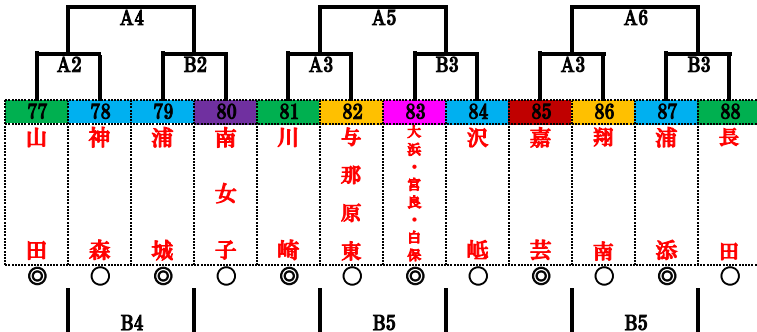 A4 A5 A6
A2 B2 A3 B3 A3 B3
77 78 79 80 81 82 83 84 85 86 87 88
山田
神森
浦城
南女子
川崎
与那原東
大浜・宮良・白保
沢岻
嘉芸
翔南
浦添
長田
B4 B5 B5